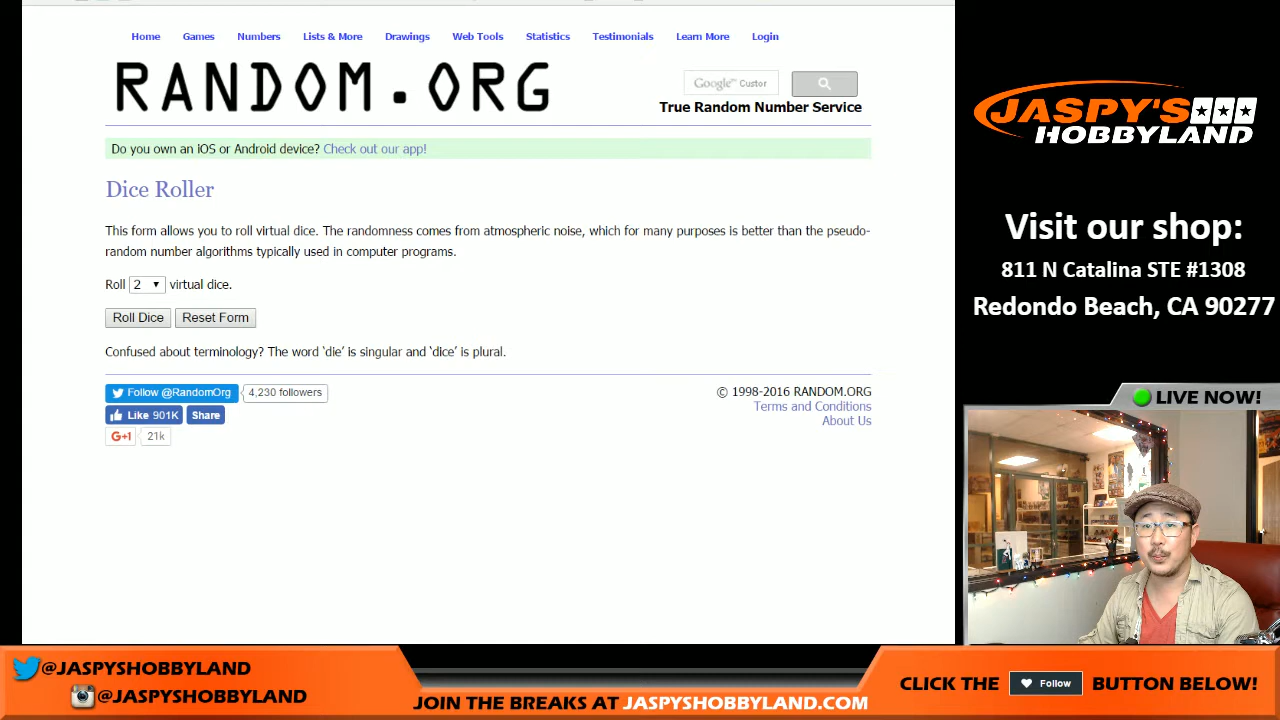 Home Games Numbers Lists & More Drawings Web Tools Statistics Testimonials Learn More Login
RANDOM.ORG
Google™ Custor
True Random Number Service
Do you own an iOS or Android device? Check out our app!
Dice Roller
This form allows you to roll virtual dice. The randomness comes from atmospheric noise, which for many purposes is better than the pseudo-
random number algorithms typically used in computer programs.
Roll 2 virtual dice.
Roll Dice Reset Form
Confused about terminology? The word ‘die’ is singular and ‘dice’ is plural.
Follow @RandomOrg 4,230 followers
Like 901K Share
G+1 21k
© 1998-2016 RANDOM.ORG
Terms and Conditions
About Us
JASPY'S
HOBBYLAND
Visit our shop:
811 N Catalina STE #1308
Redondo Beach, CA 90277
LIVE NOW!
@JASPYSHOBBYLAND
@JASPYSHOBBYLAND
JOIN THE BREAKS AT JASPYSHOBBYLAND.COM
CLICK THE Follow BUTTON BELOW!